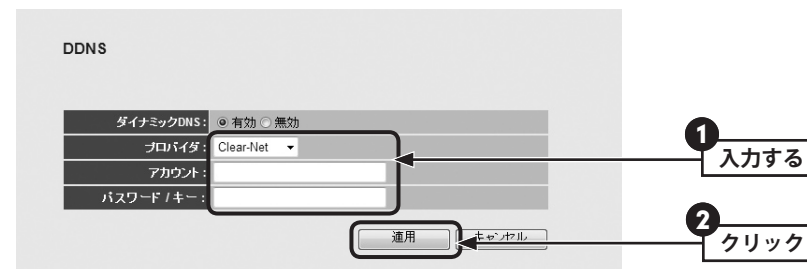 DDNS
ダイナミックDNS: 有効 無効
プロバイダ: Clear-Net
アカウント:
パスワード / キー:
1 入力する
適用 キャンセル
2 クリック